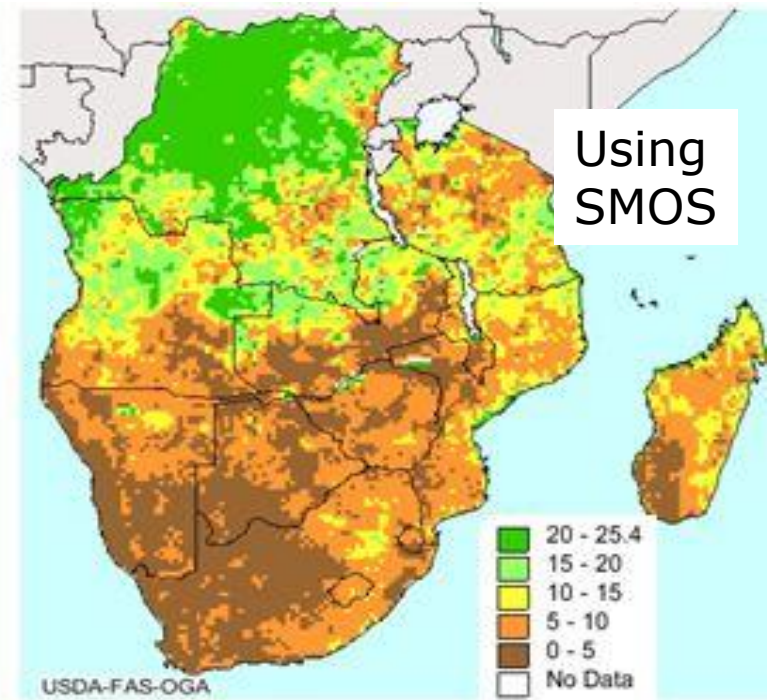 Using
SMOS
20 - 25.4
15 - 20
10 - 15
5 - 10
0 - 5
No Data
USDA-FAS-OGA